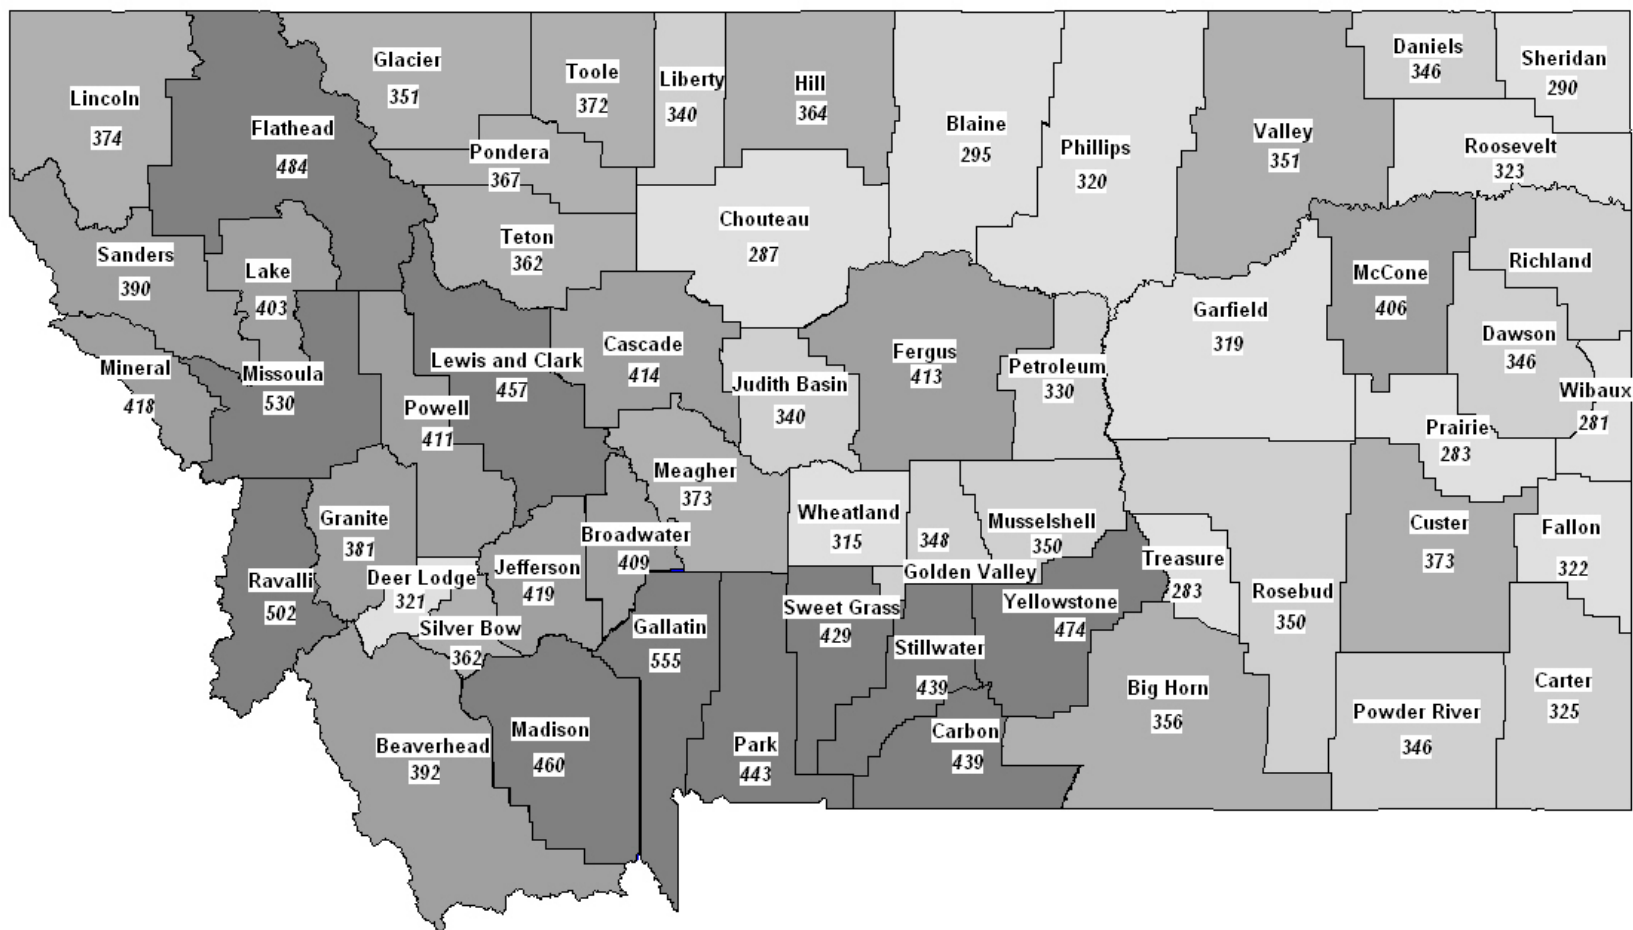 Lincoln
374
Flathead
484
Glacier
351
Toole
372
Liberty
340
Hill
364
Blaine
295
Phillips
320
Valley
351
Daniels
346
Sheridan
290
Roosevelt
323
Pondera
367
Teton
362
Chouteau
287
Sanders
390
Lake
403
McCone
406
Richland
Garfield
319
Dawson
346
Mineral
418
Missoula
530
Lewis and Clark
457
Cascade
414
Judith Basin
340
Fergus
413
Petroleum
330
Wibaux
281
Powell
411
Prairie
283
Meagher
373
Granite
381
Broadwater
409
Wheatland
315
348
Golden Valley
Musselshell
350
Treasure
283
Custer
373
Fallon
322
Ravalli
502
Deer Lodge
321
Jefferson
419
Silver Bow
362
Gallatin
555
Sweet Grass
429
Stillwater
439
Yellowstone
474
Rosebud
350
Beaverhead
392
Madison
460
Park
443
Carbon
439
Big Horn
356
Powder River
346
Carter
325